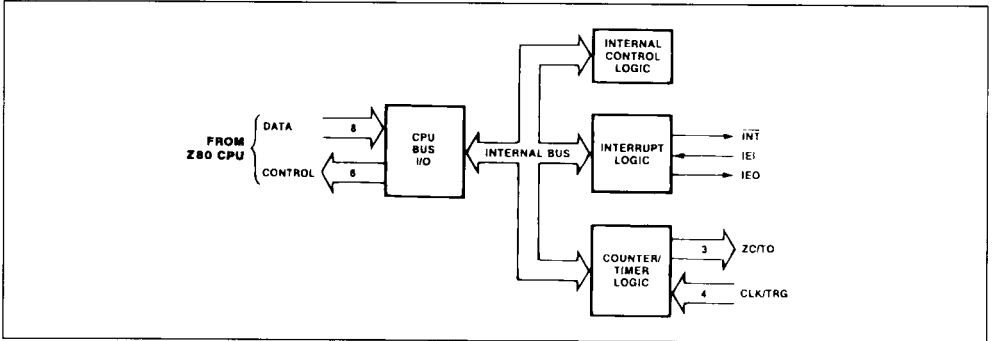 INTERNAL
CONTROL
LOGIC
FROM
Z80 CPU
DATA
8
CONTROL
6
CPU
BUS
I/O
INTERNAL BUS
INTERRUPT
LOGIC
INT
IEI
IEO
COUNTER/
TIMER
LOGIC
3
ZC/TO
4
CLK/TRG